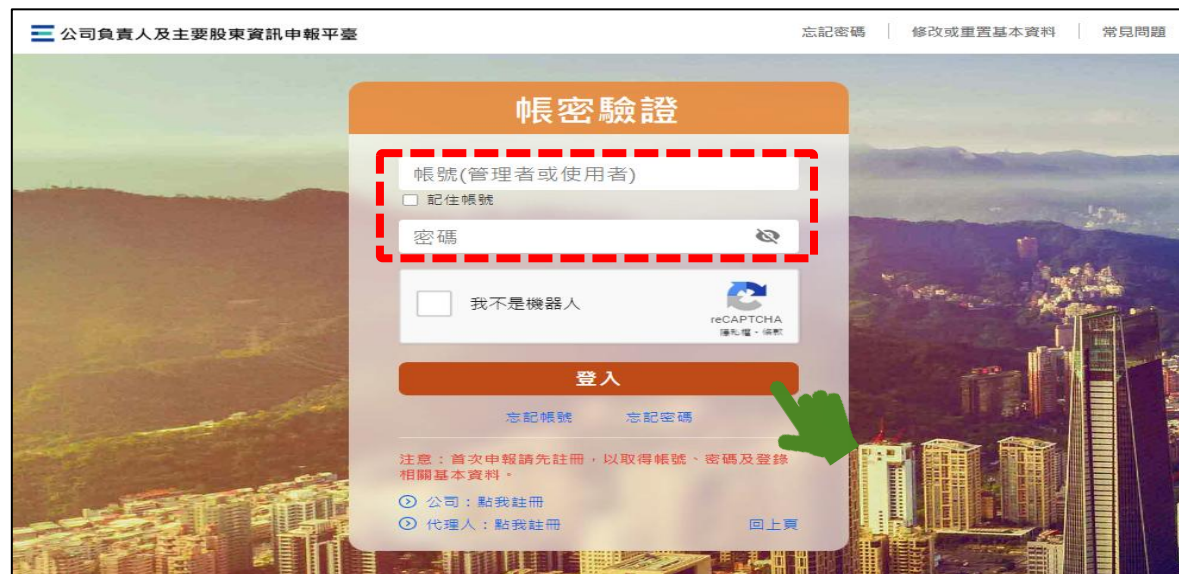 公司負責人及主要股東資訊申報平臺
忘記密碼 修改或重置基本資料 常見問題
帳密驗證
帳號(管理者或使用者)
記住帳號
密碼
我不是機器人
reCAPTCHA
隱私權 - 條款
登入
忘記帳號 忘記密碼
注意：首次申報請先註冊，以取得帳號、密碼及登錄
相關基本資料。
公司：點我註冊
代理人：點我註冊
回上頁